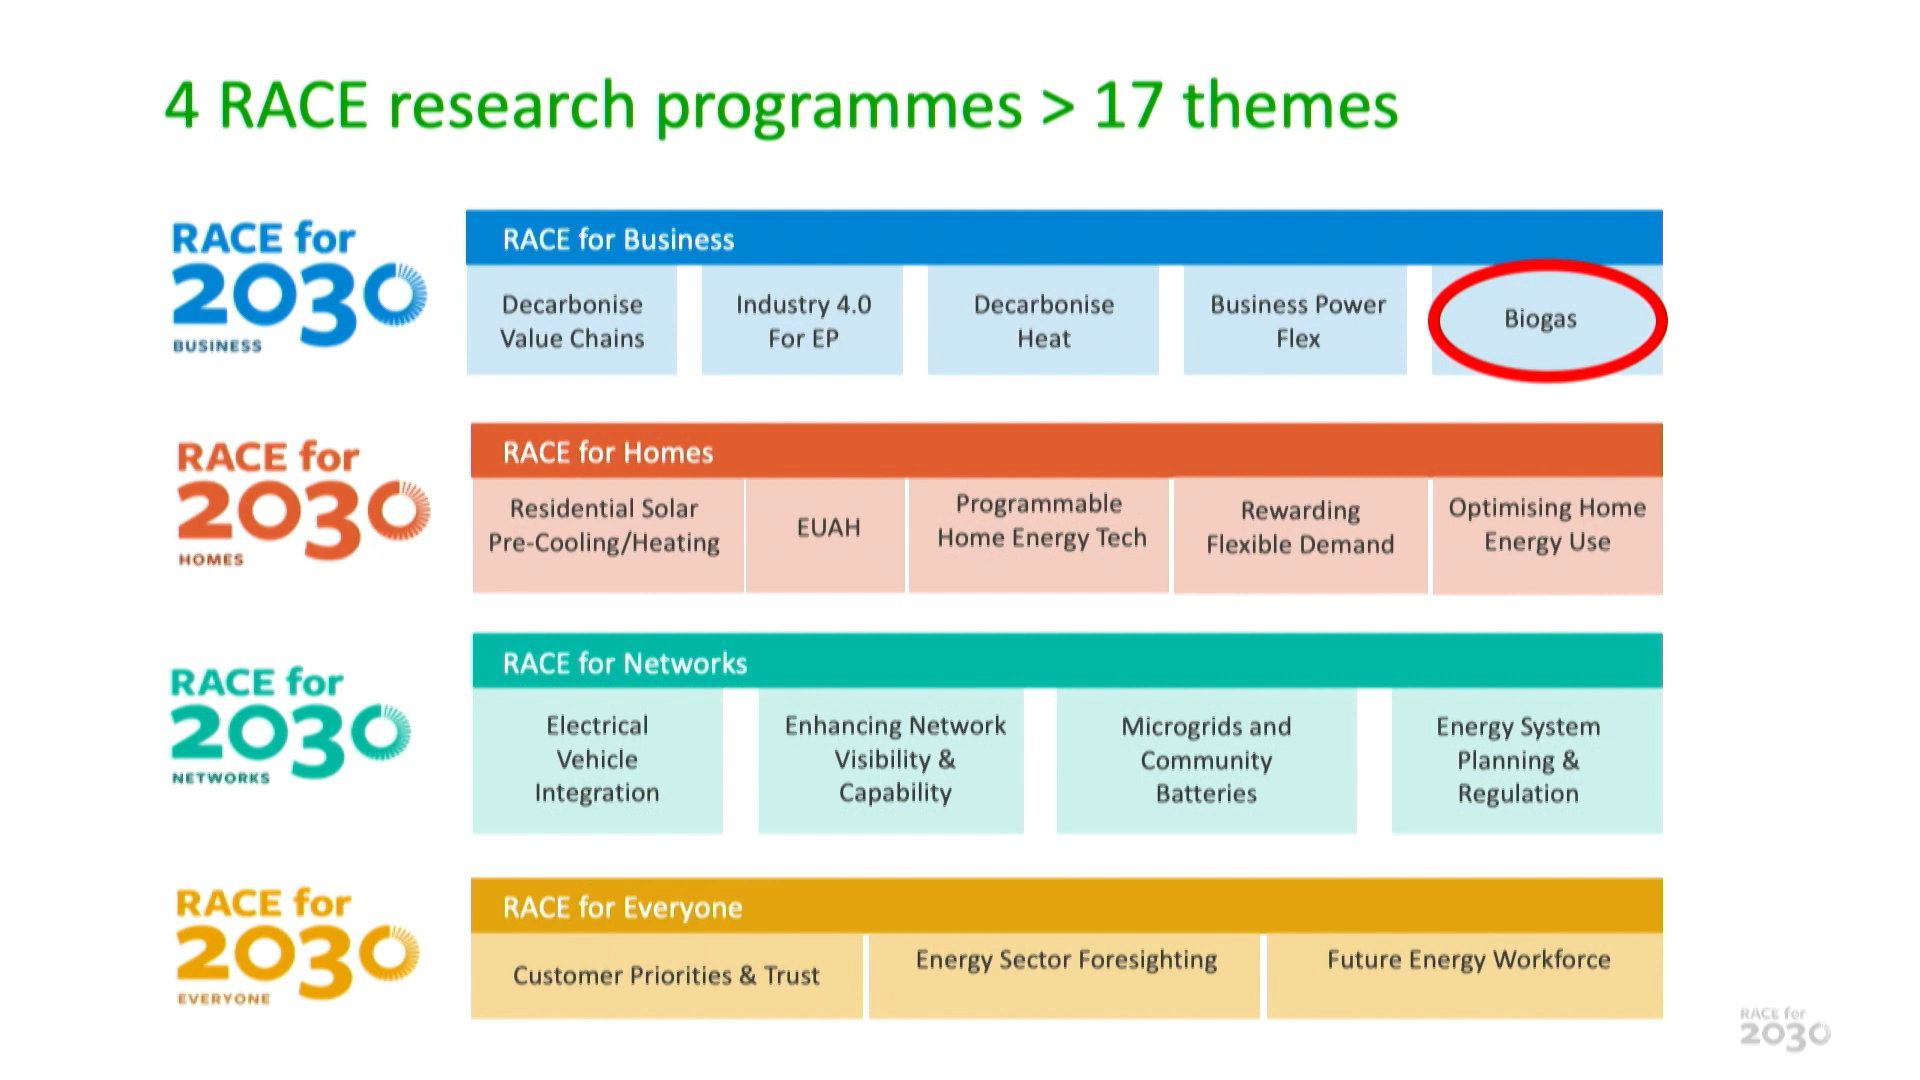 4 RACE research programmes > 17 themes
RACE for
2030
BUSINESS
RACE for Business
Decarbonise
Value Chains
Industry 4.0
For EP
Decarbonise
Heat
Business Power
Flex
Biogas
RACE for
2030
HOMES
RACE for Homes
Residential Solar
Pre-Cooling/Heating
EUAH
Programmable
Home Energy Tech
Rewarding
Flexible Demand
Optimising Home
Energy Use
RACE for
2030
NETWORKS
RACE for Networks
Electrical
Vehicle
Integration
Enhancing Network
Visibility &
Capability
Microgrids and
Community
Batteries
Energy System
Planning &
Regulation
RACE for
2030
EVERYONE
RACE for Everyone
Customer Priorities & Trust
Energy Sector Foresighting
Future Energy Workforce
RACE for
2030